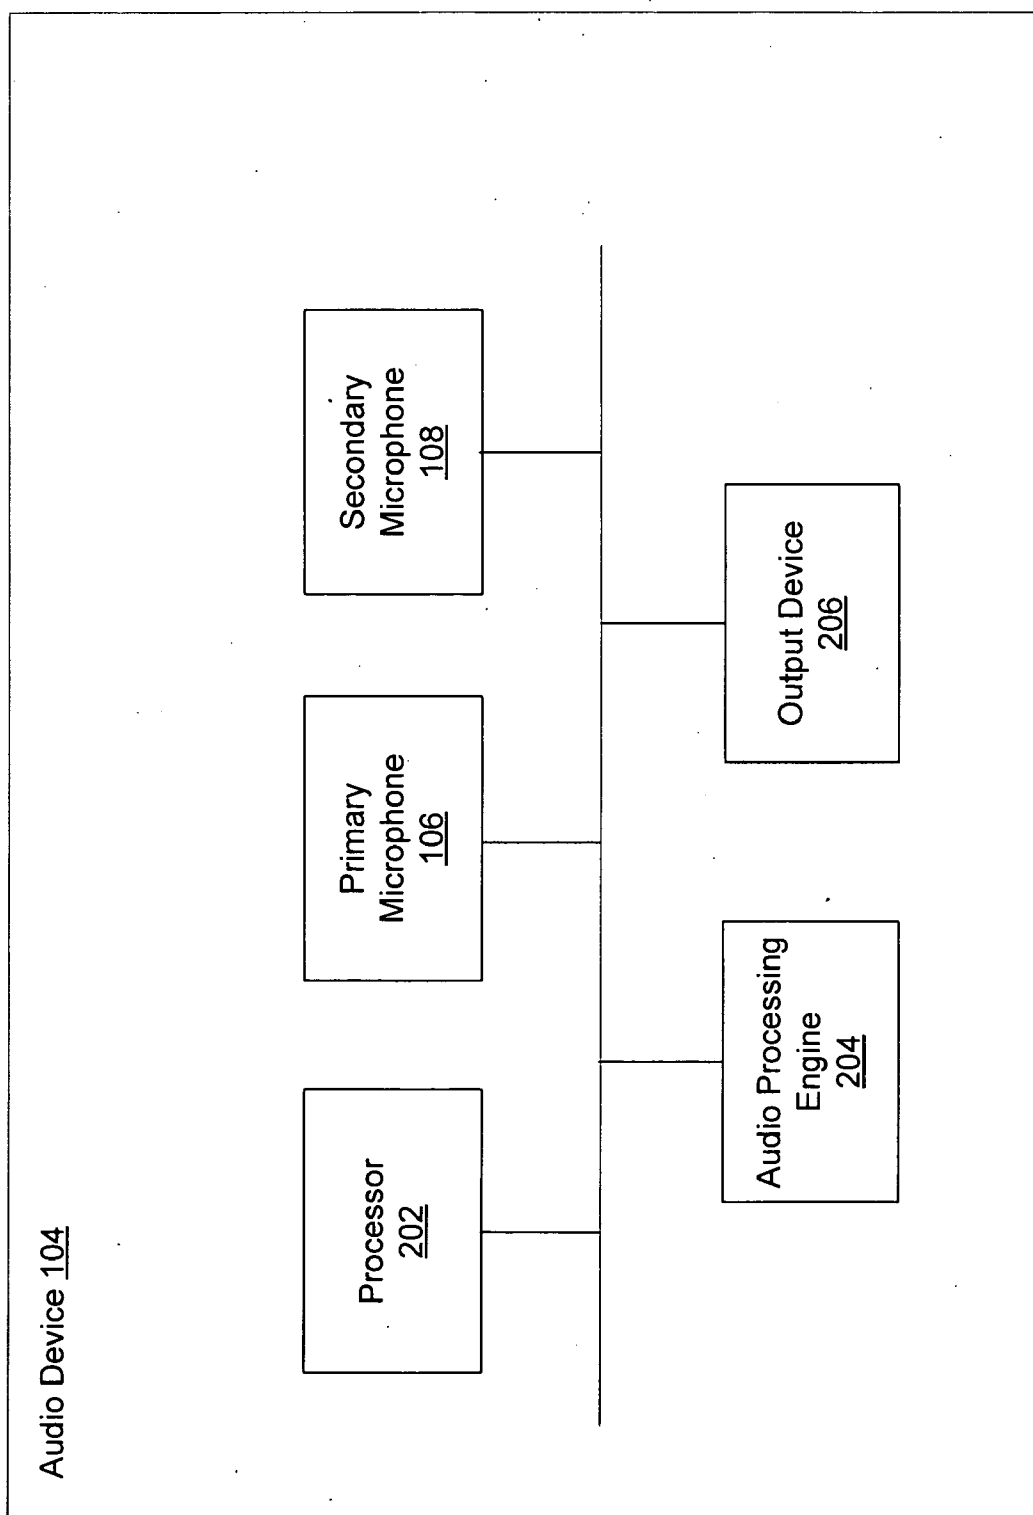 Audio Device 104
Processor
202
Primary
Microphone
106
Secondary
Microphone
108
Audio Processing
Engine
204
Output Device
206